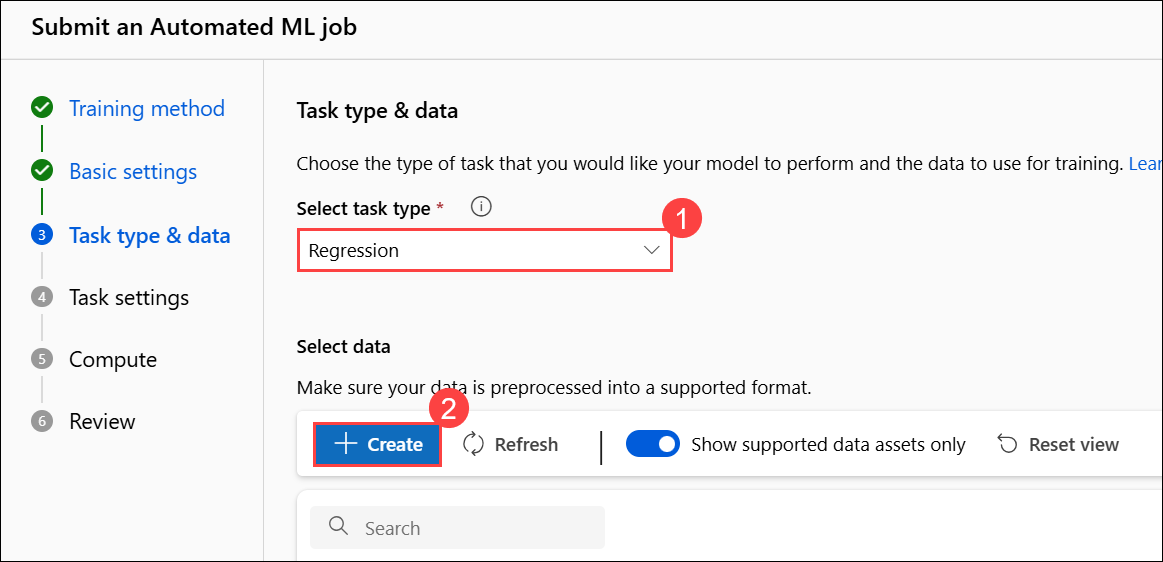 Submit an Automated ML job
Training method
Basic settings
3 Task type & data
4 Task settings
5 Compute
6 Review
Task type & data
Choose the type of task that you would like your model to perform and the data to use for training. Lear
Select task type *
1
Regression
Select data
Make sure your data is preprocessed into a supported format.
2
Create Refresh Show supported data assets only Reset view
Search